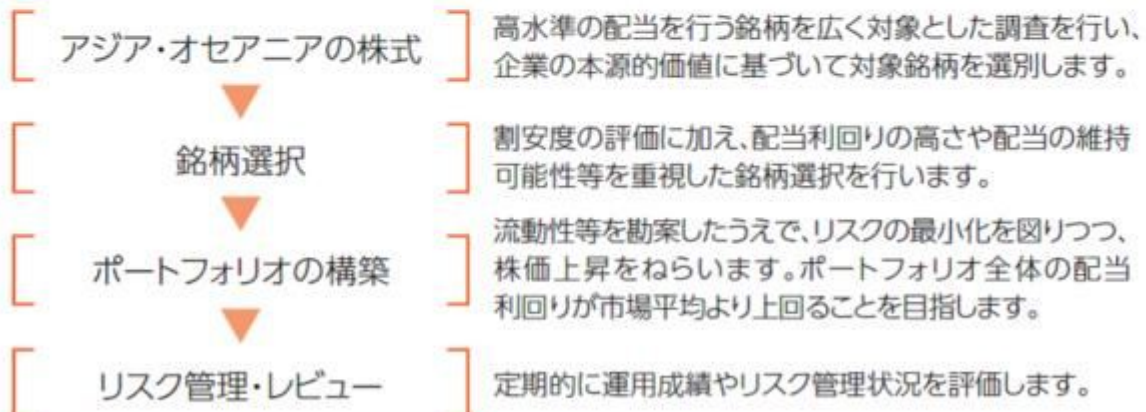 アジア・オセアニアの株式
高水準の配当を行う銘柄を広く対象とした調査を行い、
企業の本源的価値に基づいて対象銘柄を選別します。
銘柄選択
割安度の評価に加え、配当利回りの高さや配当の維持
可能性等を重視した銘柄選択を行います。
ポートフォリオの構築
流動性等を勘案したうえで、リスクの最小化を図りつつ、
株価上昇をねらいます。ポートフォリオ全体の配当
利回りが市場平均より上回ることを目指します。
リスク管理・レビュー
定期的に運用成績やリスク管理状況を評価します。